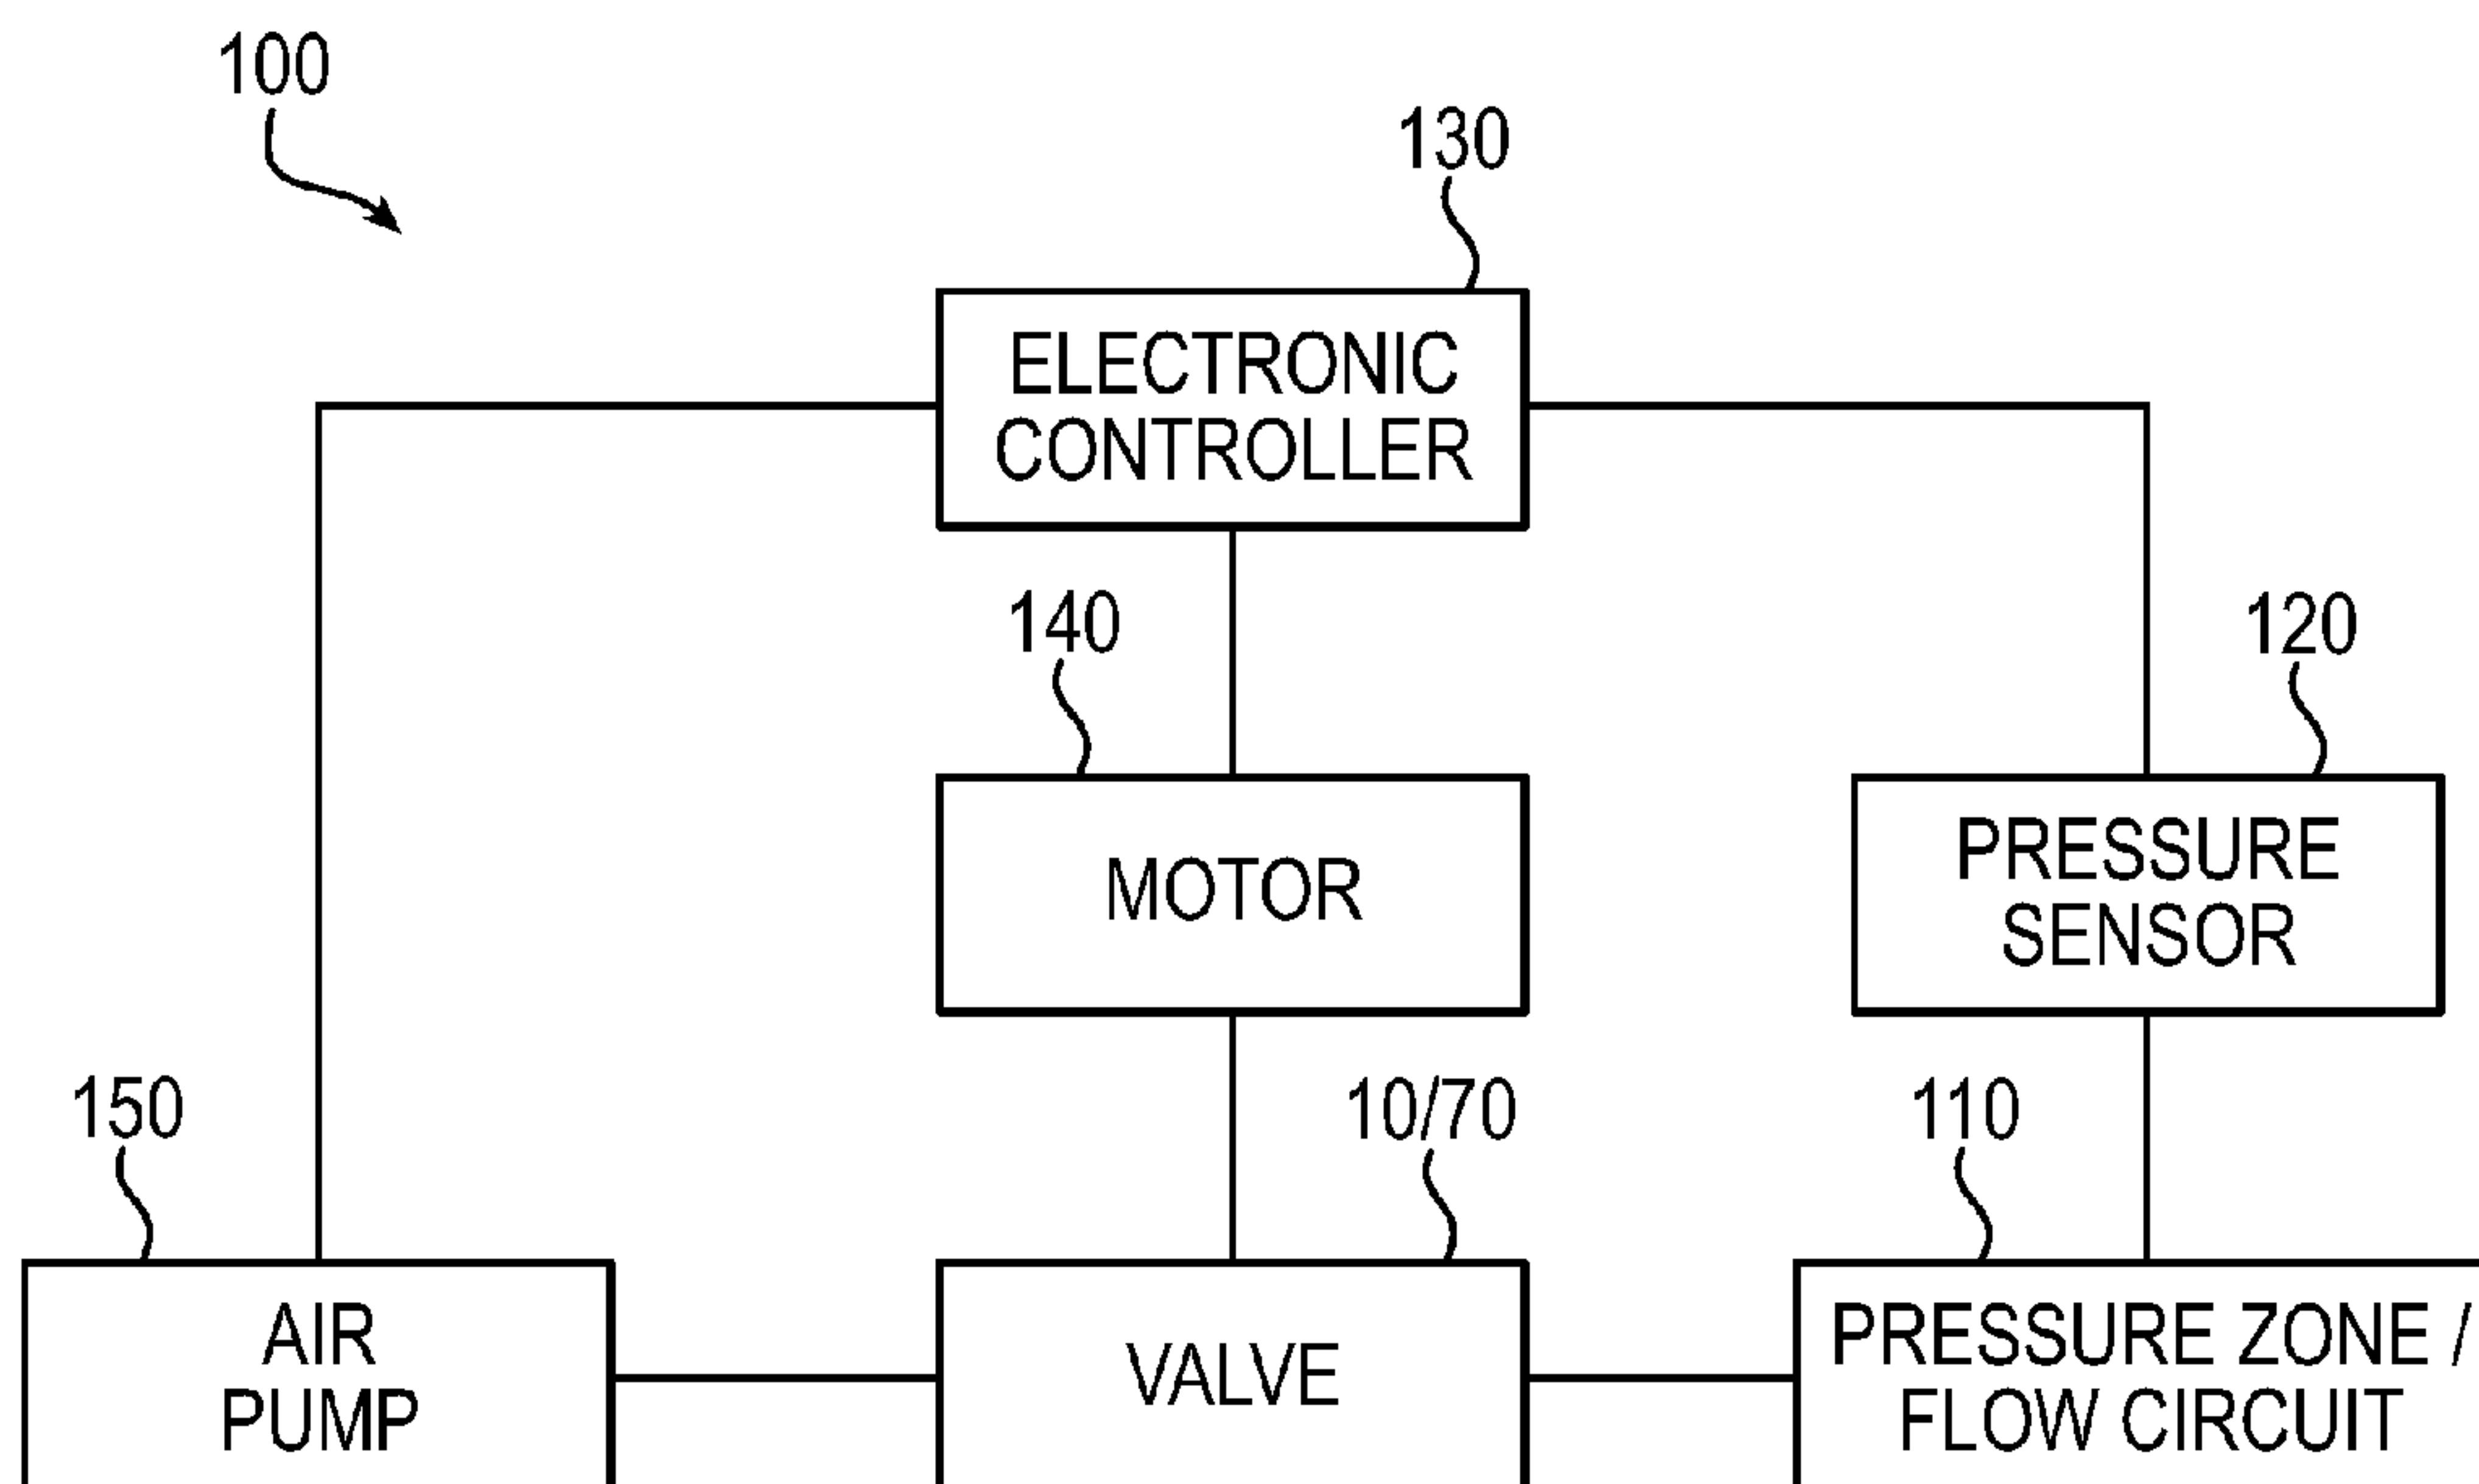 100
130
ELECTRONIC
CONTROLLER
140
120
MOTOR
PRESSURE
SENSOR
150
10/70
110
AIR
PUMP
VALVE
PRESSURE ZONE /
FLOW CIRCUIT